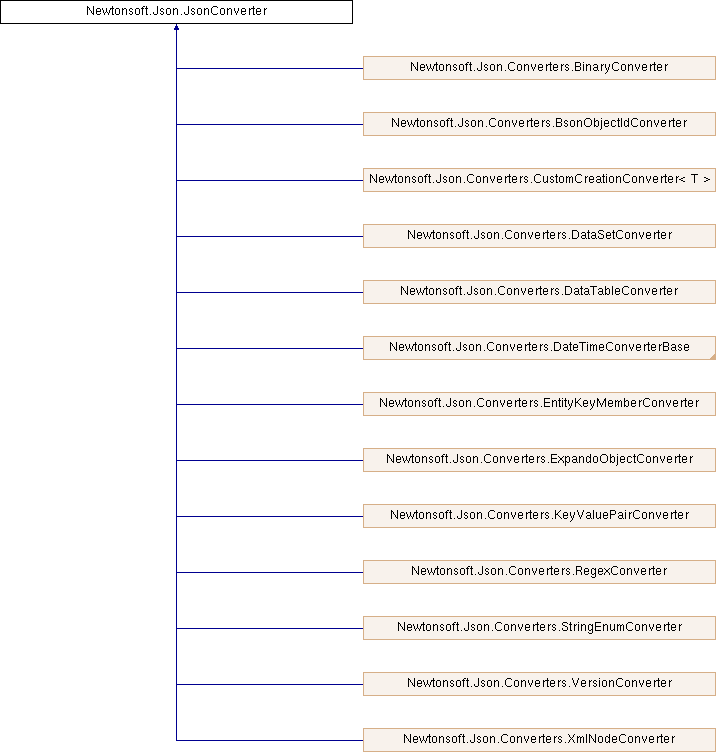 Newtonsoft.Json.JsonConverter
Newtonsoft.Json.Converters.BinaryConverter
Newtonsoft.Json.Converters.BsonObjectIdConverter
Newtonsoft.Json.Converters.CustomCreationConverter< T >
Newtonsoft.Json.Converters.DataSetConverter
Newtonsoft.Json.Converters.DataTableConverter
Newtonsoft.Json.Converters.DateTimeConverterBase
Newtonsoft.Json.Converters.EntityKeyMemberConverter
Newtonsoft.Json.Converters.ExpandoObjectConverter
Newtonsoft.Json.Converters.KeyValuePairConverter
Newtonsoft.Json.Converters.RegexConverter
Newtonsoft.Json.Converters.StringEnumConverter
Newtonsoft.Json.Converters.VersionConverter
Newtonsoft.Json.Converters.XmlNodeConverter